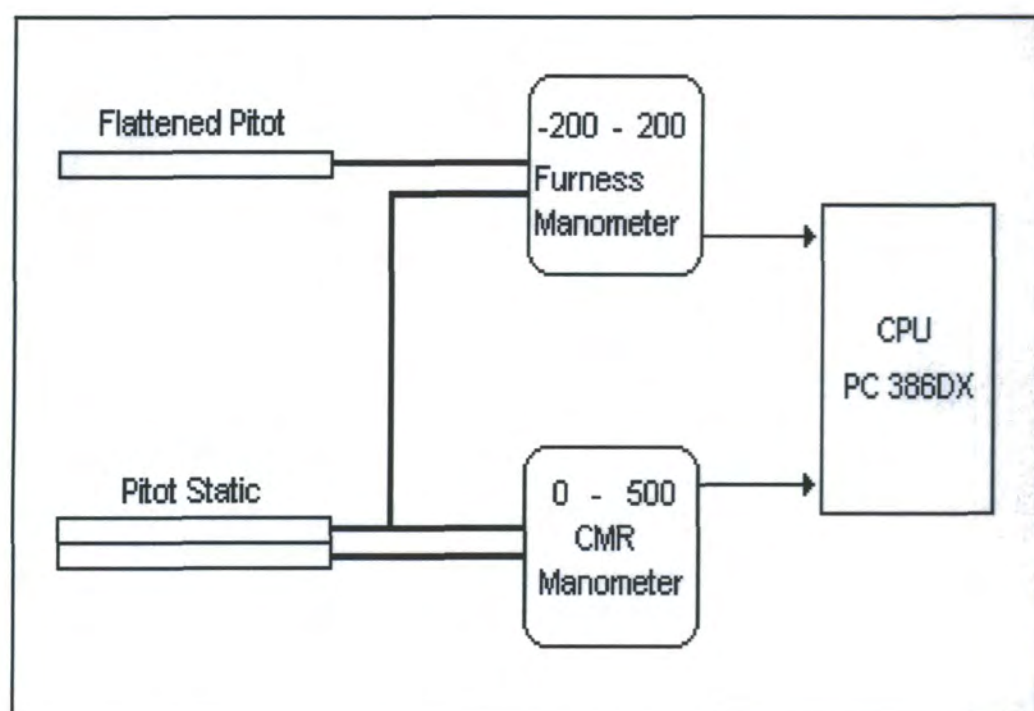 Flattened Pitot
-200 - 200
Furness
Manometer
CPU
PC 386DX
Pitot Static
0 - 500
CMR
Manometer